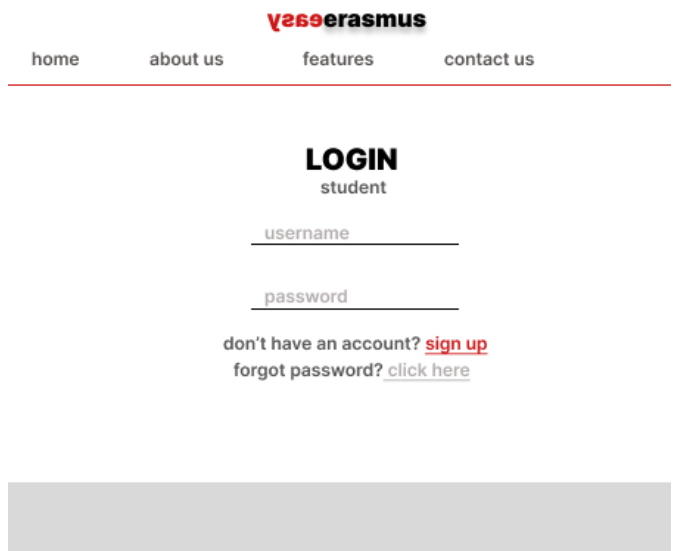 easyerasmus
home about us features contact us
LOGIN
student
username
password
don't have an account? sign up
forgot password? click here